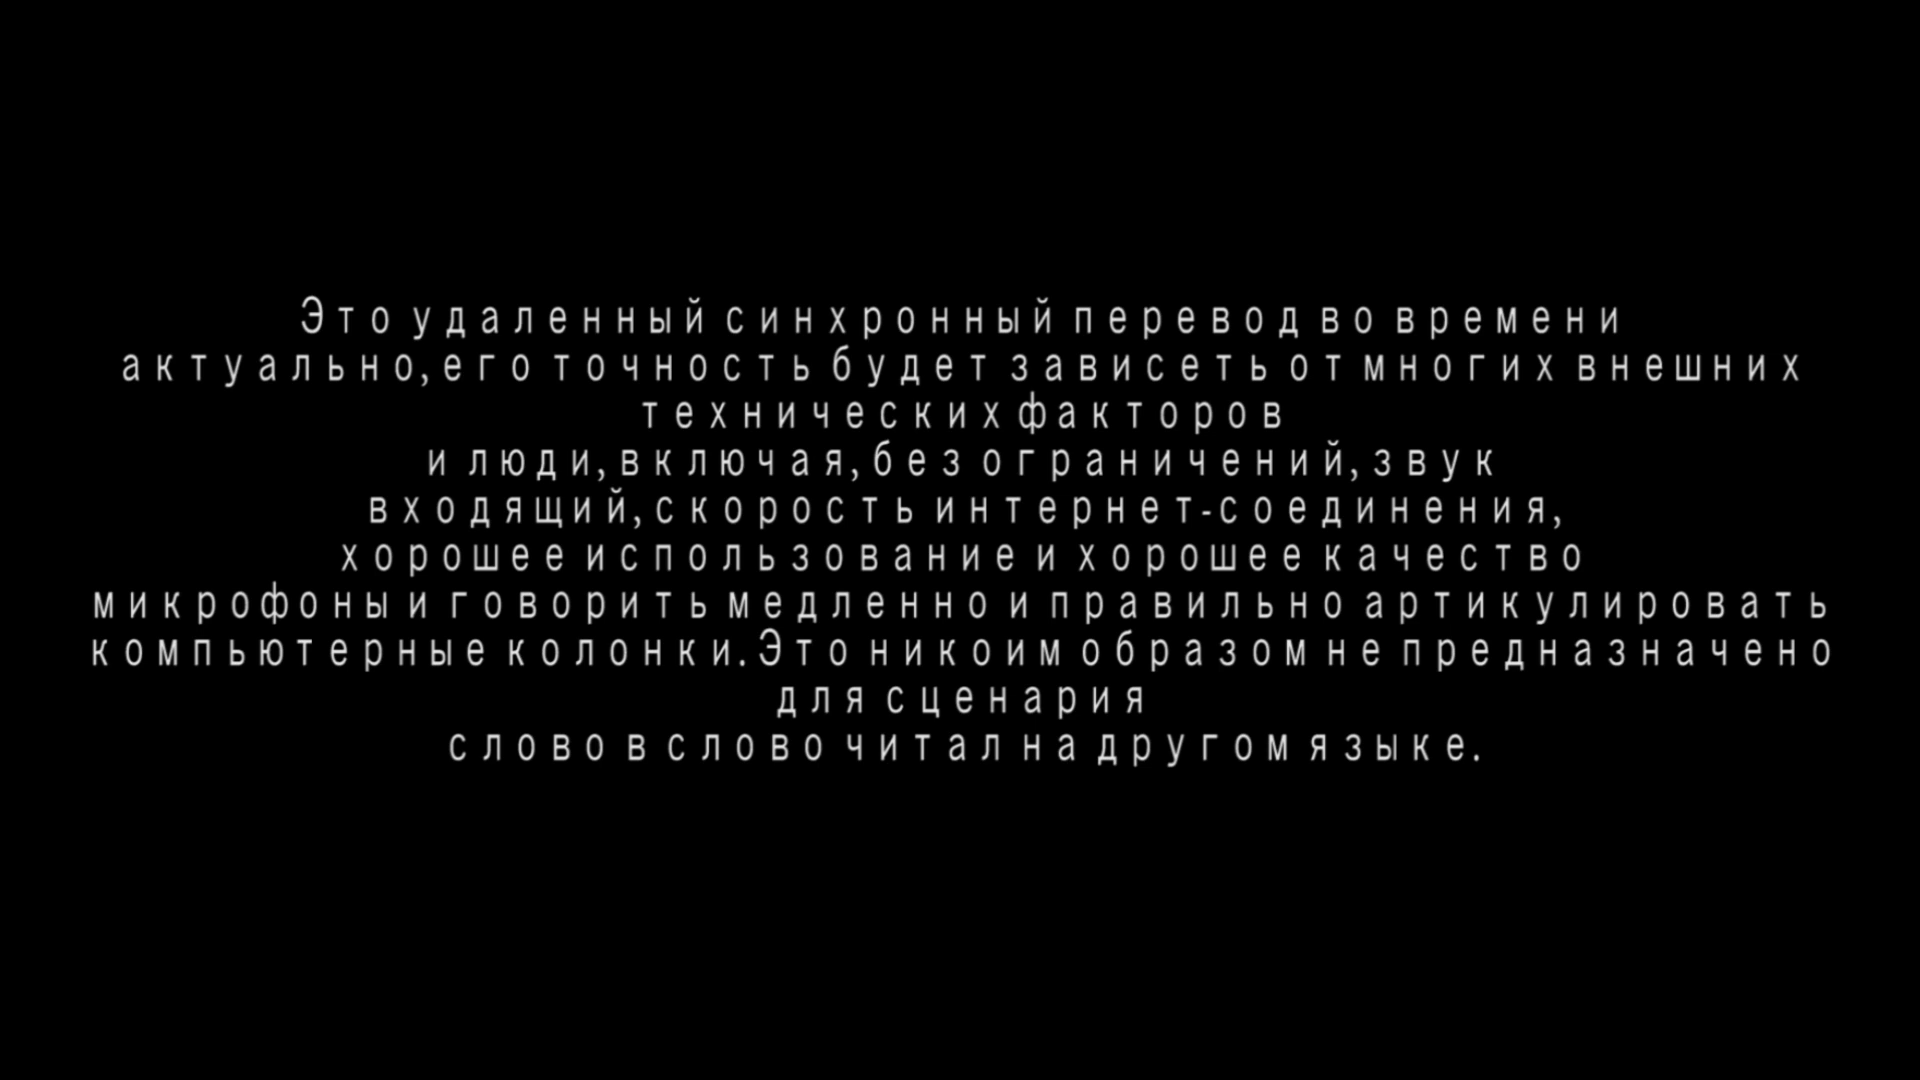 Это удаленный синхронный перевод во времени
актуально, его точность будет зависеть от многих внешних
технических факторов
и люди, включая, без ограничений, звук
входящий, скорость интернет-соединения,
хорошее использование и хорошее качество
микрофоны и говорить медленно и правильно артикулировать
компьютерные колонки. Это никоим образом не предназначено
для сценария
слово в слово читал на другом языке.